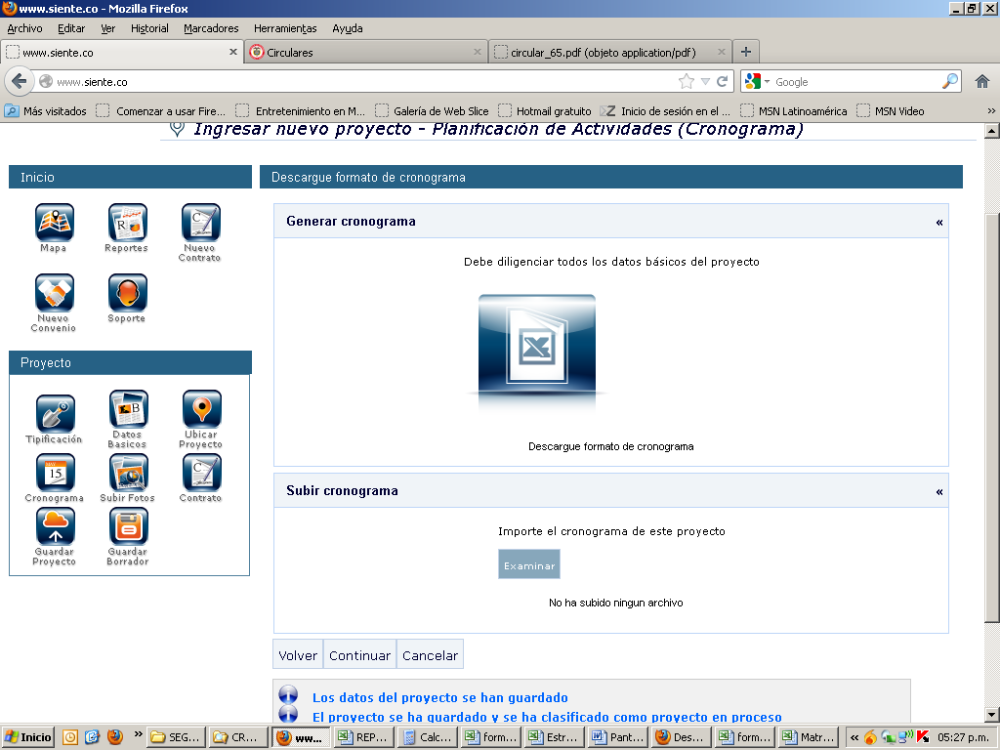 www.siente.co - Mozilla Firefox
Archivo Editar Ver Historial Marcadores Herramientas Ayuda
www.siente.co Circulares circular_65.pdf (objeto application/pdf)
www.siente.co Google
Más visitados Comenzar a usar Fire... Entretenimiento en M... Galería de Web Slice Hotmail gratuito Inicio de sesión en el ... MSN Latinoamérica MSN Video »
Ingresar nuevo proyecto - Planificación de Actividades (Cronograma)
Inicio
Mapa Reportes Nuevo Contrato
Nuevo Convenio Soporte
Proyecto
Tipificación Datos Basicos Ubicar Proyecto
Cronograma Subir Fotos Contrato
Guardar Proyecto Guardar Borrador
Descargue formato de cronograma
Generar cronograma «
Debe diligenciar todos los datos básicos del proyecto
Descargue formato de cronograma
Subir cronograma «
Importe el cronograma de este proyecto
Examinar
No ha subido ningun archivo
Volver Continuar Cancelar
Los datos del proyecto se han guardado
El proyecto se ha guardado y se ha clasificado como proyecto en proceso
Inicio » SEG... CR... ww... REP... Calc... form... Estr... Pant... Des... form... Matr... « 05:27 p.m.